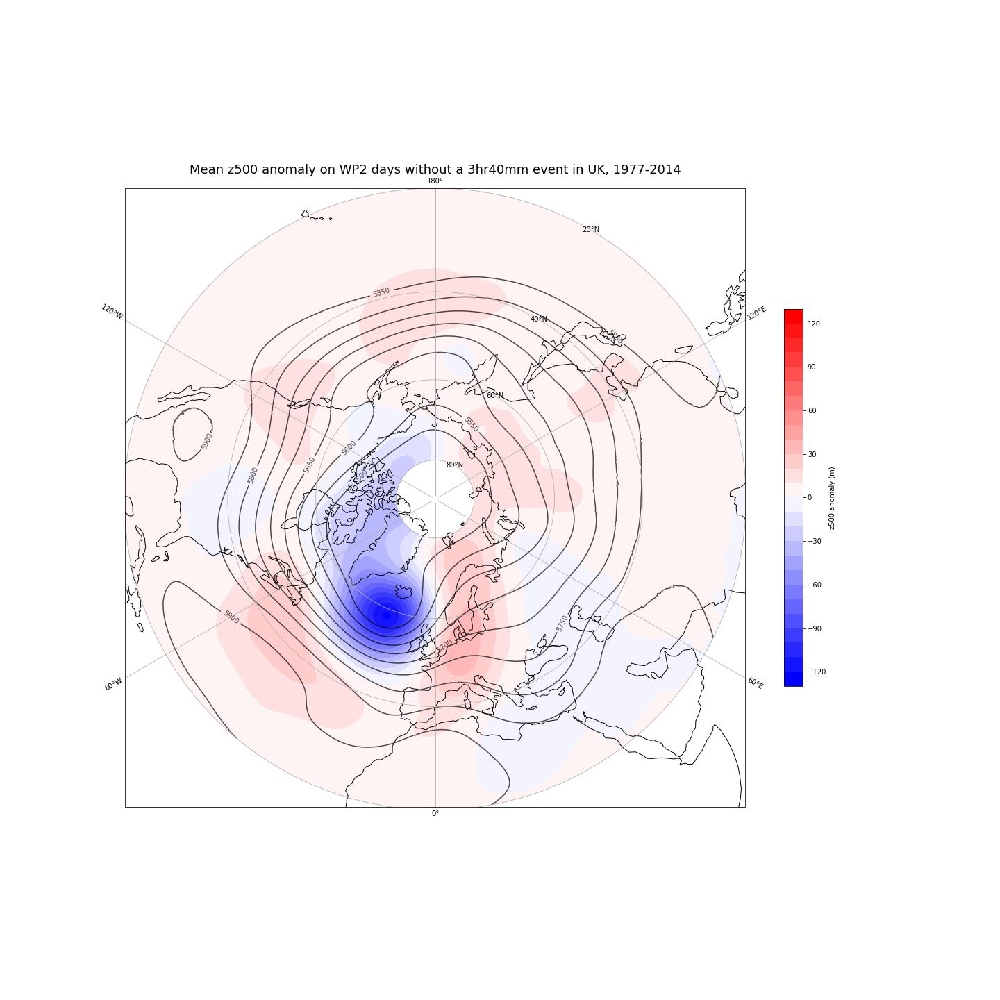 Mean z500 anomaly on WP2 days without a 3hr40mm event in UK, 1977-2014
180°
20°N
5850
120°W
120°E
40°N
5850
120
90
60°N
60
5550
5900
5600
30
5650
80°N
5800
5500
z500 anomaly (m)
0
−30
−60
5900
5750
−90
5700
60°W
60°E
−120
0°